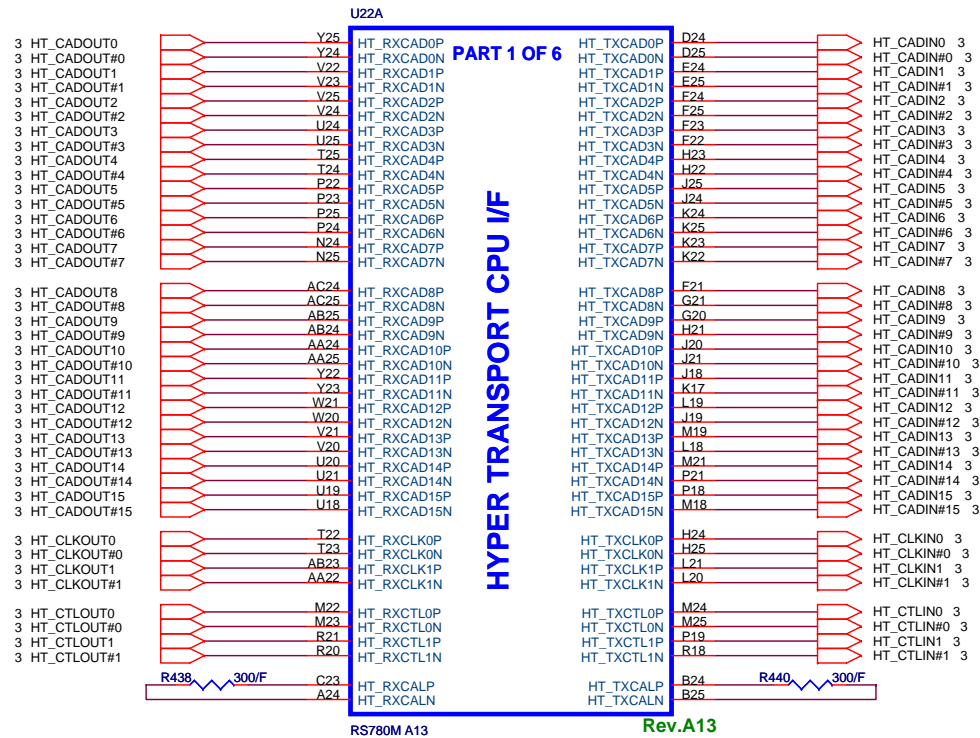 U22A
3 HT_CADOUT0 Y25 HT_RXCAD0P PART 1 OF 6 HT_TXCAD0P D24 HT_CADIN0 3
3 HT_CADOUT#0 Y24 HT_RXCAD0N HT_TXCAD0N D25 HT_CADIN#0 3
3 HT_CADOUT1 V22 HT_RXCAD1P HT_TXCAD1P E24 HT_CADIN1 3
3 HT_CADOUT#1 V23 HT_RXCAD1N HT_TXCAD1N E25 HT_CADIN#1 3
3 HT_CADOUT2 V25 HT_RXCAD2P HT_TXCAD2P F24 HT_CADIN2 3
3 HT_CADOUT#2 V24 HT_RXCAD2N HT_TXCAD2N F25 HT_CADIN#2 3
3 HT_CADOUT3 U24 HT_RXCAD3P HT_TXCAD3P F23 HT_CADIN3 3
3 HT_CADOUT#3 U25 HT_RXCAD3N HT_TXCAD3N F22 HT_CADIN#3 3
3 HT_CADOUT4 T25 HT_RXCAD4P HT_TXCAD4P H23 HT_CADIN4 3
3 HT_CADOUT#4 T24 HT_RXCAD4N HT_TXCAD4N H22 HT_CADIN#4 3
3 HT_CADOUT5 P22 HT_RXCAD5P HT_TXCAD5P J25 HT_CADIN5 3
3 HT_CADOUT#5 P23 HT_RXCAD5N HT_TXCAD5N J24 HT_CADIN#5 3
3 HT_CADOUT6 P25 HT_RXCAD6P HT_TXCAD6P K24 HT_CADIN6 3
3 HT_CADOUT#6 P24 HT_RXCAD6N HT_TXCAD6N K25 HT_CADIN#6 3
3 HT_CADOUT7 N24 HT_RXCAD7P HT_TXCAD7P K23 HT_CADIN7 3
3 HT_CADOUT#7 N25 HT_RXCAD7N HT_TXCAD7N K22 HT_CADIN#7 3
3 HT_CADOUT8 AC24 HT_RXCAD8P HT_TXCAD8P F21 HT_CADIN8 3
3 HT_CADOUT#8 AC25 HT_RXCAD8N HT_TXCAD8N G21 HT_CADIN#8 3
3 HT_CADOUT9 AB25 HT_RXCAD9P HT_TXCAD9P G20 HT_CADIN9 3
3 HT_CADOUT#9 AB24 HT_RXCAD9N HT_TXCAD9N H21 HT_CADIN#9 3
3 HT_CADOUT10 AA24 HT_RXCAD10P HT_TXCAD10P J20 HT_CADIN10 3
3 HT_CADOUT#10 AA25 HT_RXCAD10N HT_TXCAD10N J21 HT_CADIN#10 3
3 HT_CADOUT11 Y22 HT_RXCAD11P HT_TXCAD11P J18 HT_CADIN11 3
3 HT_CADOUT#11 Y23 HT_RXCAD11N HT_TXCAD11N K17 HT_CADIN#11 3
3 HT_CADOUT12 W21 HT_RXCAD12P HT_TXCAD12P L19 HT_CADIN12 3
3 HT_CADOUT#12 W20 HT_RXCAD12N HT_TXCAD12N J19 HT_CADIN#12 3
3 HT_CADOUT13 V21 HT_RXCAD13P HT_TXCAD13P M19 HT_CADIN13 3
3 HT_CADOUT#13 V20 HT_RXCAD13N HT_TXCAD13N L18 HT_CADIN#13 3
3 HT_CADOUT14 U20 HT_RXCAD14P HT_TXCAD14P M21 HT_CADIN14 3
3 HT_CADOUT#14 U21 HT_RXCAD14N HT_TXCAD14N P21 HT_CADIN#14 3
3 HT_CADOUT15 U19 HT_RXCAD15P HT_TXCAD15P P18 HT_CADIN15 3
3 HT_CADOUT#15 U18 HT_RXCAD15N HT_TXCAD15N M18 HT_CADIN#15 3
HYPER TRANSPORT CPU I/F
3 HT_CLKOUT0 T22 HT_RXCLK0P HT_TXCLK0P H24 HT_CLKIN0 3
3 HT_CLKOUT#0 T23 HT_RXCLK0N HT_TXCLK0N H25 HT_CLKIN#0 3
3 HT_CLKOUT1 AB23 HT_RXCLK1P HT_TXCLK1P L21 HT_CLKIN1 3
3 HT_CLKOUT#1 AA22 HT_RXCLK1N HT_TXCLK1N L20 HT_CLKIN#1 3
3 HT_CTLOUT0 M22 HT_RXCTL0P HT_TXCTL0P M24 HT_CTLIN0 3
3 HT_CTLOUT#0 M23 HT_RXCTL0N HT_TXCTL0N M25 HT_CTLIN#0 3
3 HT_CTLOUT1 R21 HT_RXCTL1P HT_TXCTL1P P19 HT_CTLIN1 3
3 HT_CTLOUT#1 R20 HT_RXCTL1N HT_TXCTL1N R18 HT_CTLIN#1 3
R438 300/F C23 HT_RXCALP HT_TXCALP B24 R440 300/F
A24 HT_RXCALN HT_TXCALN B25
RS780M A13 Rev.A13